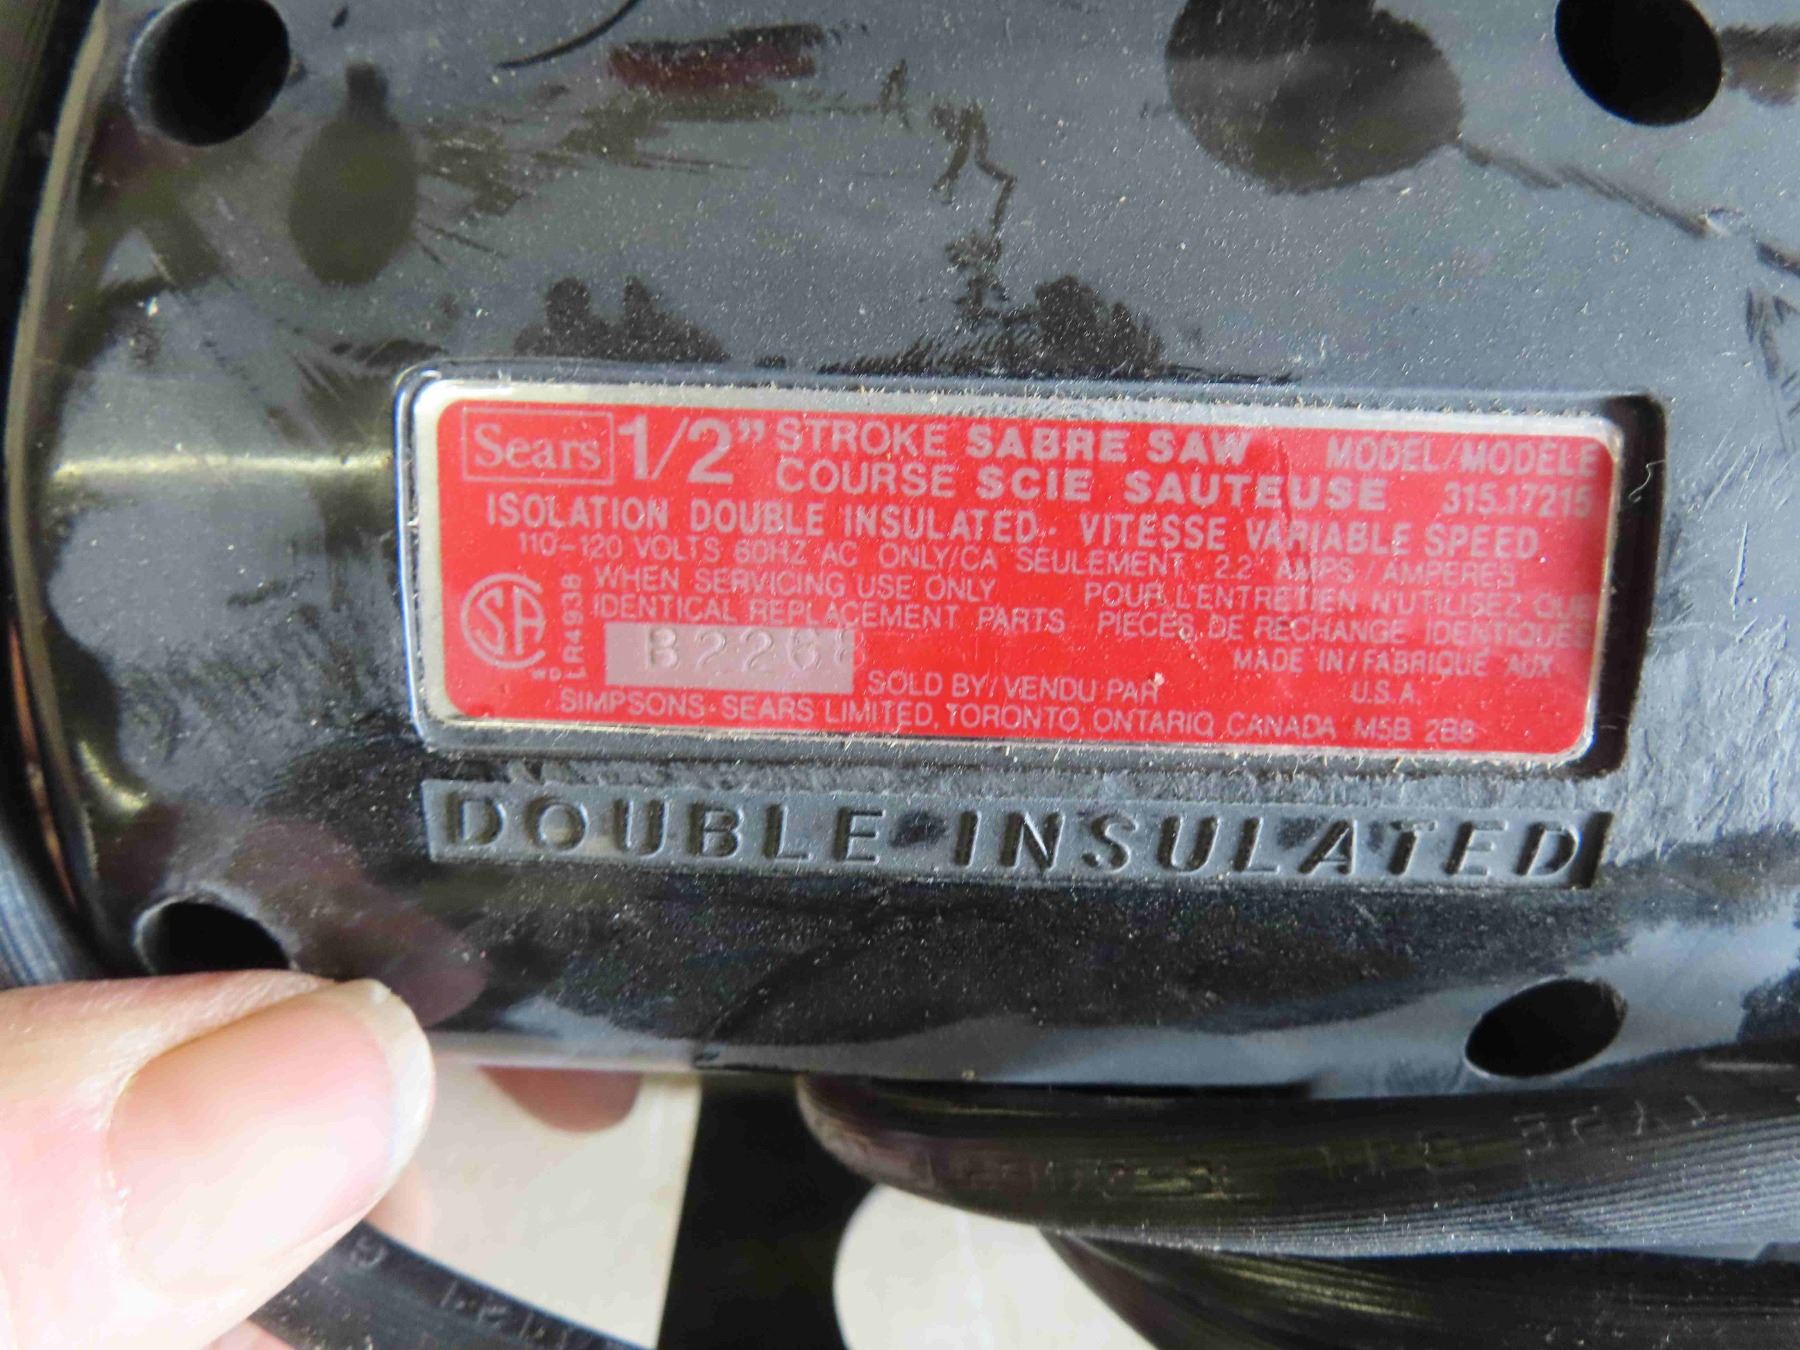 Sears 1/2" STROKE SABRE SAW MODEL/MODELE
COURSE SCIE SAUTEUSE 315.17215
ISOLATION DOUBLE INSULATED· VITESSE VARIABLE SPEED
110-120 VOLTS 60HZ AC ONLY/CA SEULEMENT· 2.2 AMPS/AMPERES
WHEN SERVICING USE ONLY POUR L'ENTRETIEN N'UTILISEZ QUE
IDENTICAL REPLACEMENT PARTS PIECES DE RECHANGE IDENTIQUES
LR4938
MADE IN/FABRIQUE AUX
U.S.A.
SOLD BY/VENDU PAR
SIMPSONS-SEARS LIMITED, TORONTO, ONTARIO, CANADA M5B 2B8
DOUBLE INSULATED